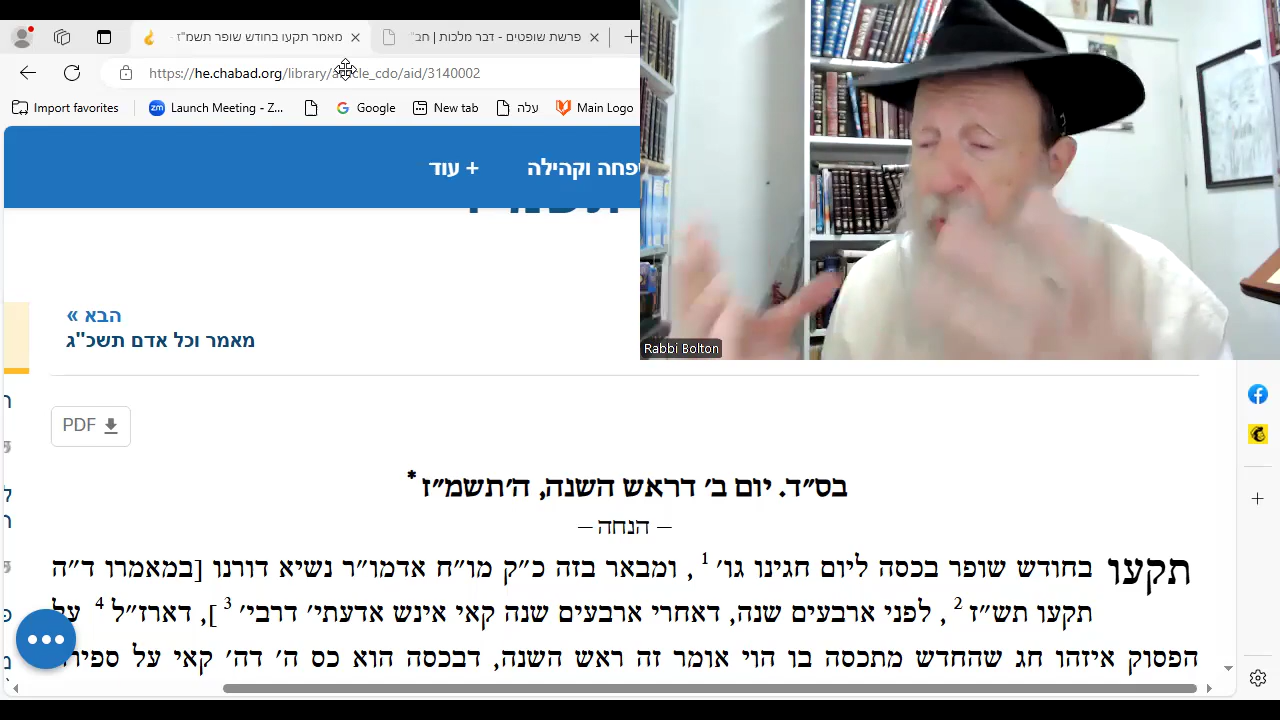 מאמר תקעו בחודש שופר תשמ"ז
פרשת שופטים - דבר מלכות | חב"
https://he.chabad.org/library/article_cdo/aid/3140002
Import favorites
zm Launch Meeting - Z...
Google
New tab
עלה
Main Logo
פחה וקהילה
+ עוד
הבא »
מאמר וכל אדם תשכ"ג
PDF
Rabbi Bolton
בס״ד. יום ב׳ דראש השנה, ה׳תשמ״ז*
– הנחה –
תקעו בחודש שופר בכסה ליום חגינו גו׳1, ומבאר בזה כ״ק מו״ח אדמו״ר נשיא דורנו [במאמרו ד״ה
תקעו תש״ז2, לפני ארבעים שנה, דאחרי ארבעים שנה קאי אינש אדעתי׳ דרבי׳3], דארז״ל4 על
הפסוק איזהו חג שהחדש מתכסה בו הוי אומר זה ראש השנה, דבכסה הוא כס ה׳ דה׳ קאי על ספירת